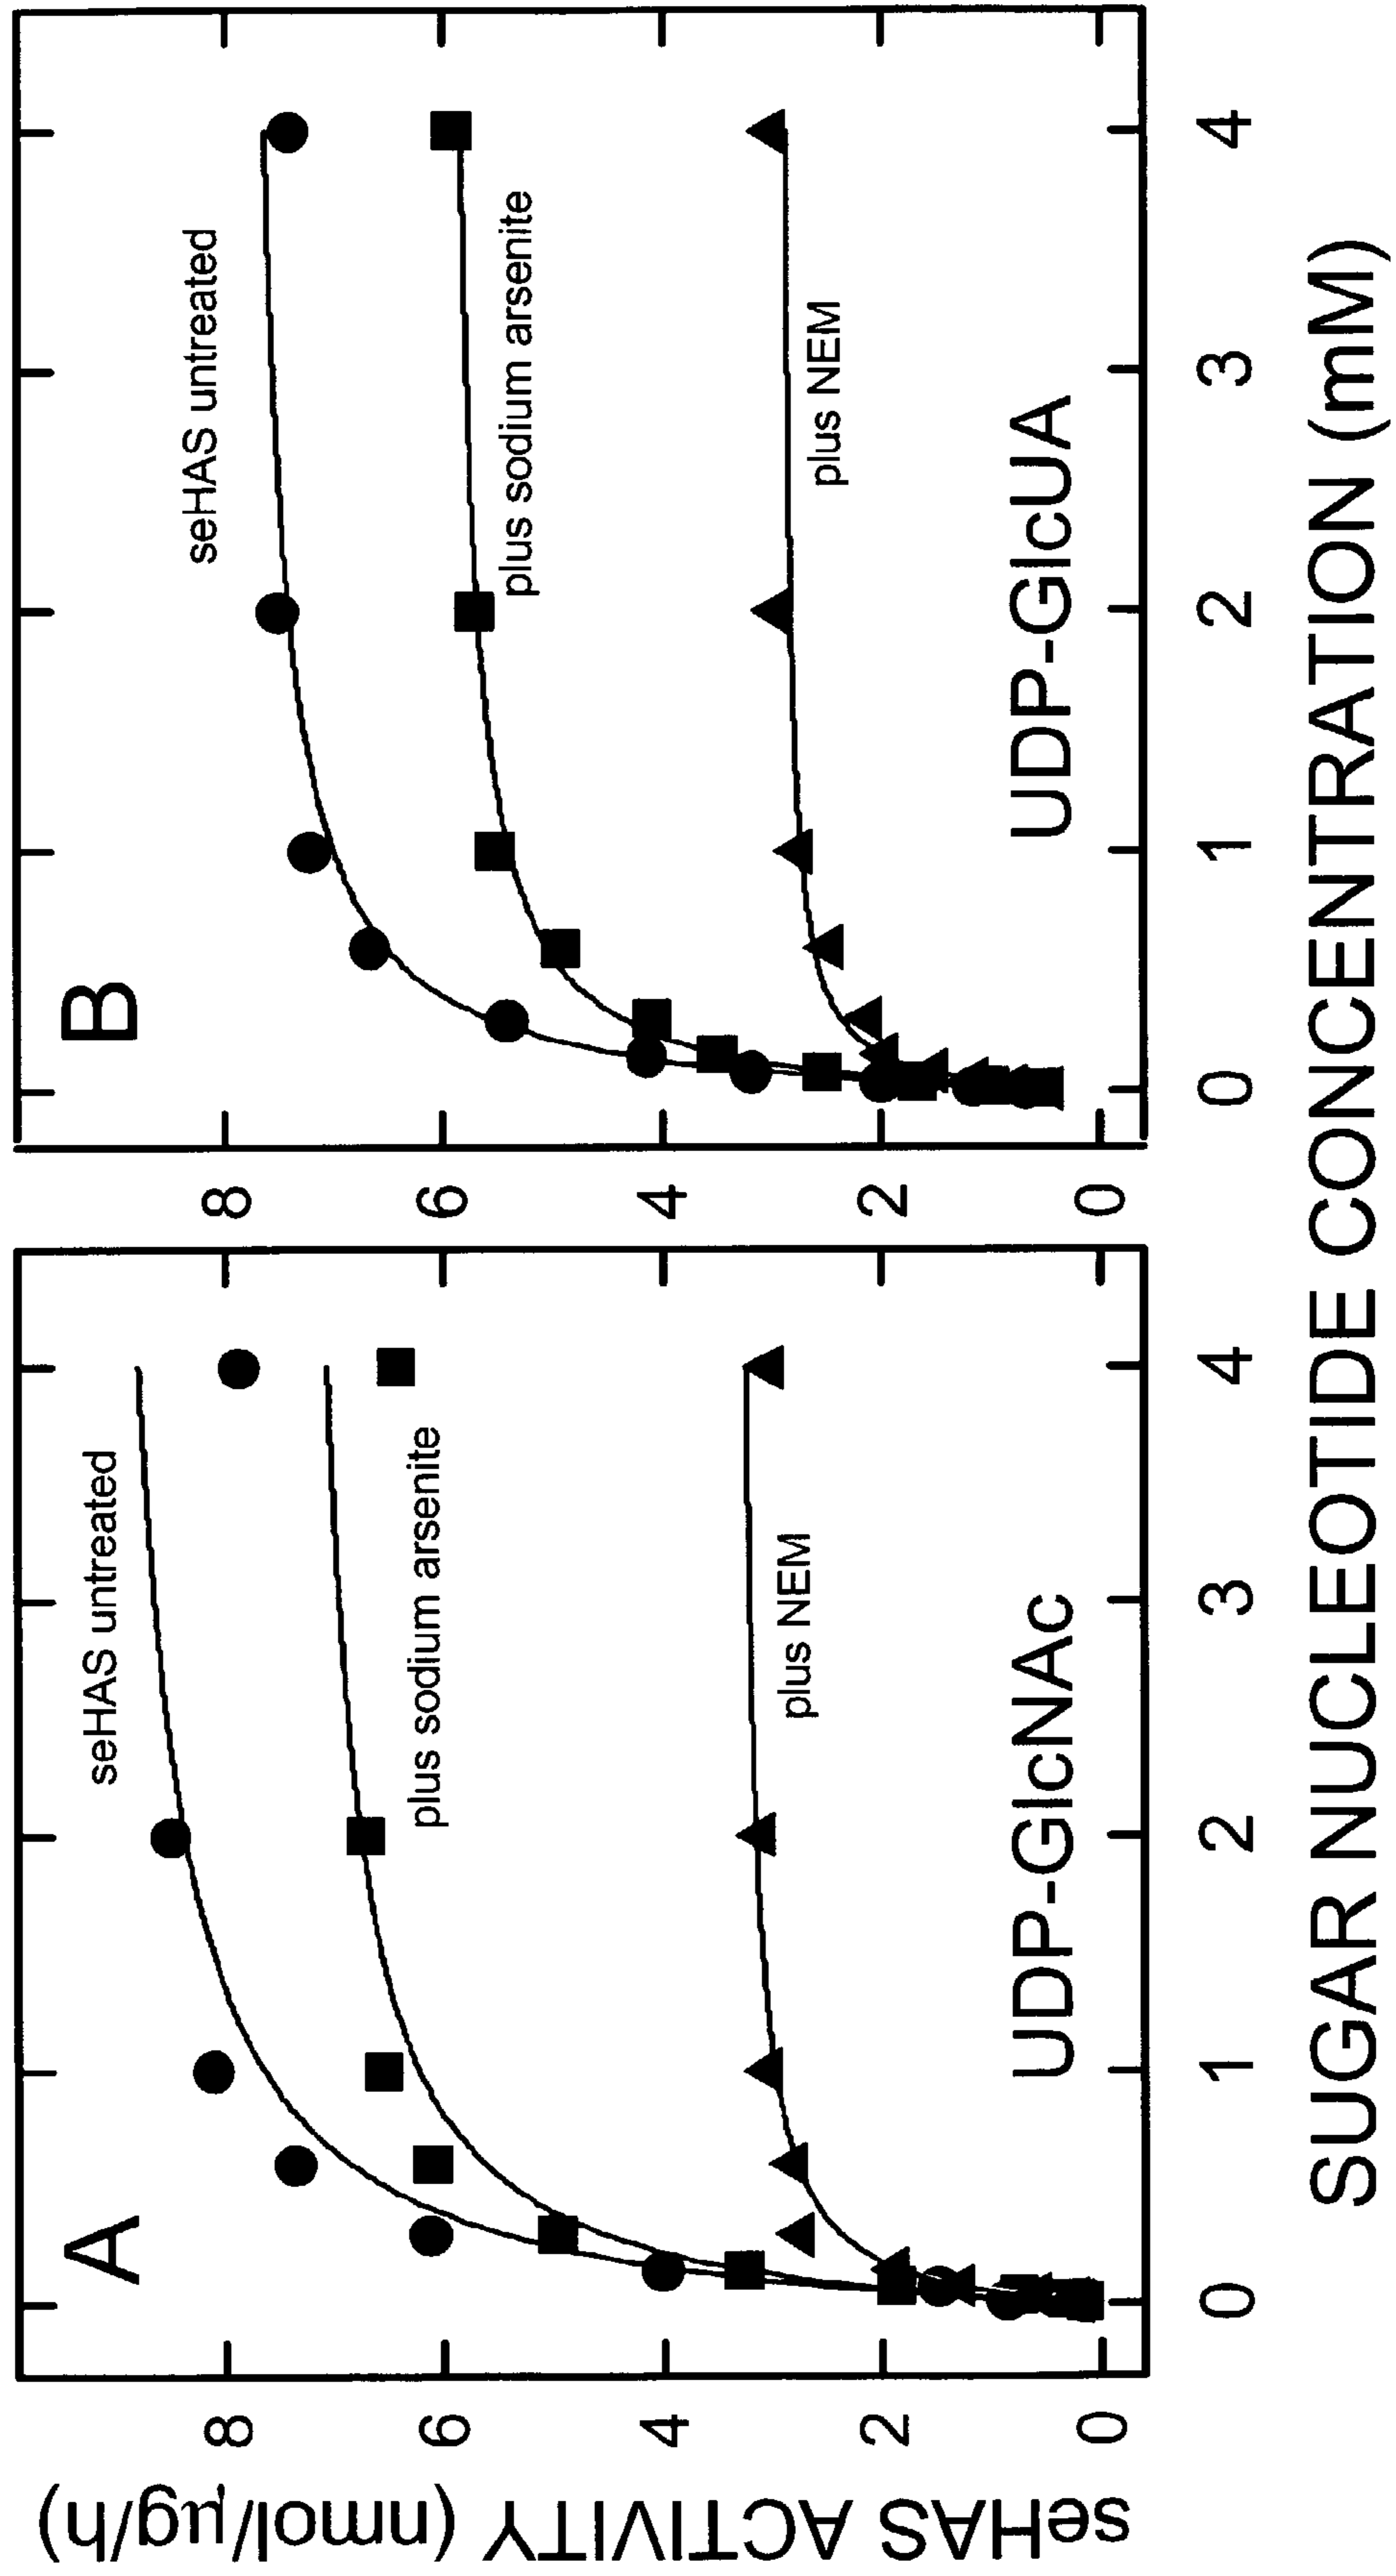 A
seHAS untreated
plus sodium arsenite
plus NEM
UDP-GlcNAc
8
6
4
2
0
0 1 2 3 4
B
seHAS untreated
plus sodium arsenite
plus NEM
UDP-GlcUA
8
6
4
2
0
0 1 2 3 4
seHAS ACTIVITY (nmol/μg/h)
SUGAR NUCLEOTIDE CONCENTRATION (mM)